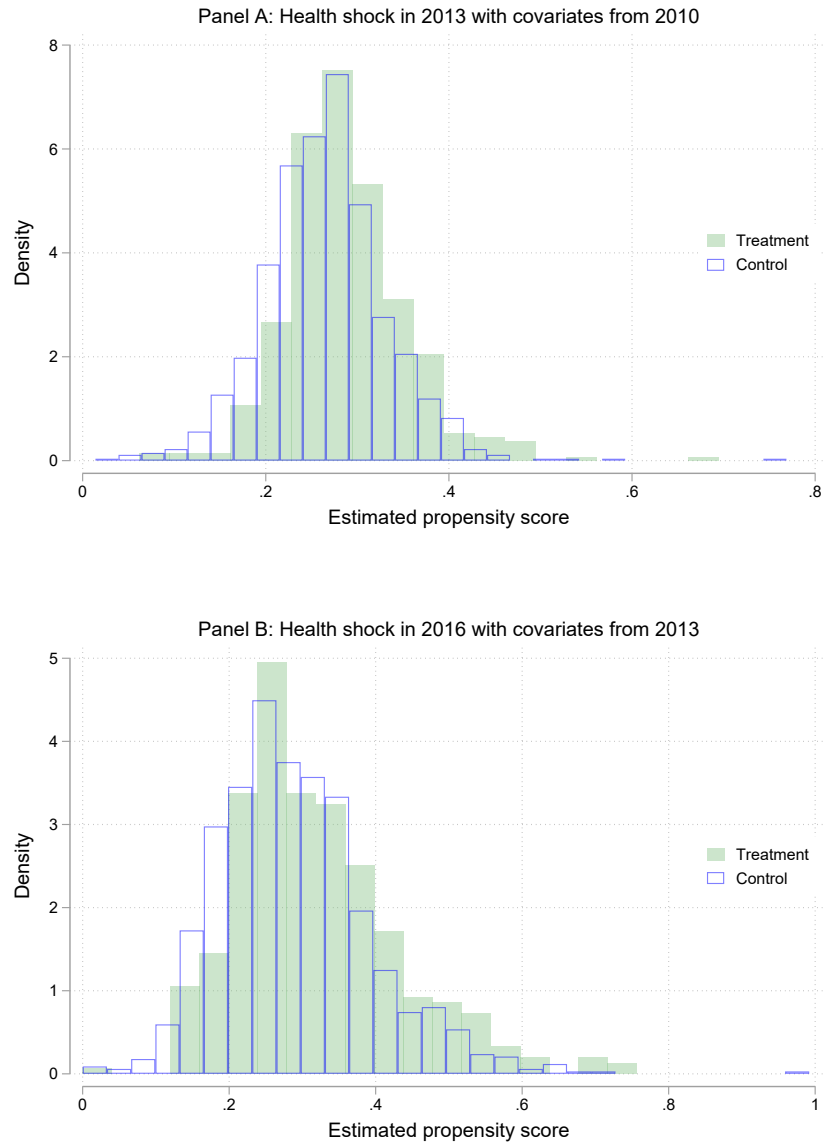 Panel A: Health shock in 2013 with covariates from 2010
8
6
4
2
0
Density
Treatment
Control
0 .2 .4 .6 .8
Estimated propensity score
Panel B: Health shock in 2016 with covariates from 2013
5
4
3
2
1
0
Density
Treatment
Control
0 .2 .4 .6 .8 1
Estimated propensity score